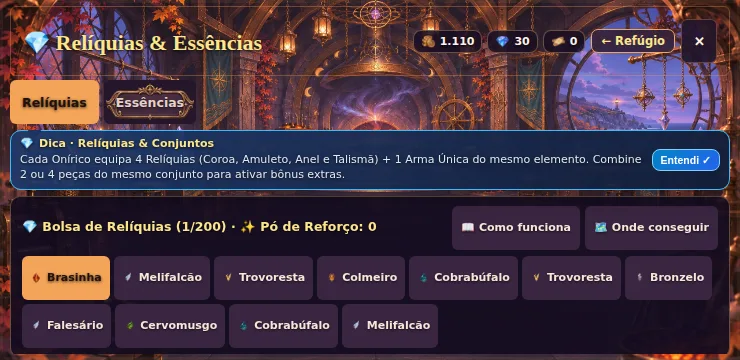 Relíquias & Essências
1.110
30
0
← Refúgio
✕
Relíquias
Essências
Dica · Relíquias & Conjuntos
Cada Onírico equipa 4 Relíquias (Coroa, Amuleto, Anel e Talismã) + 1 Arma Única do mesmo elemento. Combine
2 ou 4 peças do mesmo conjunto para ativar bônus extras.
Entendi ✓
Bolsa de Relíquias (1/200) · ✨ Pó de Reforço: 0
Como funciona
Onde conseguir
Brasinha
Melifalcão
Trovoresta
Colmeiro
Cobrabúfalo
Trovoresta
Bronzelo
Falesário
Cervomusgo
Cobrabúfalo
Melifalcão